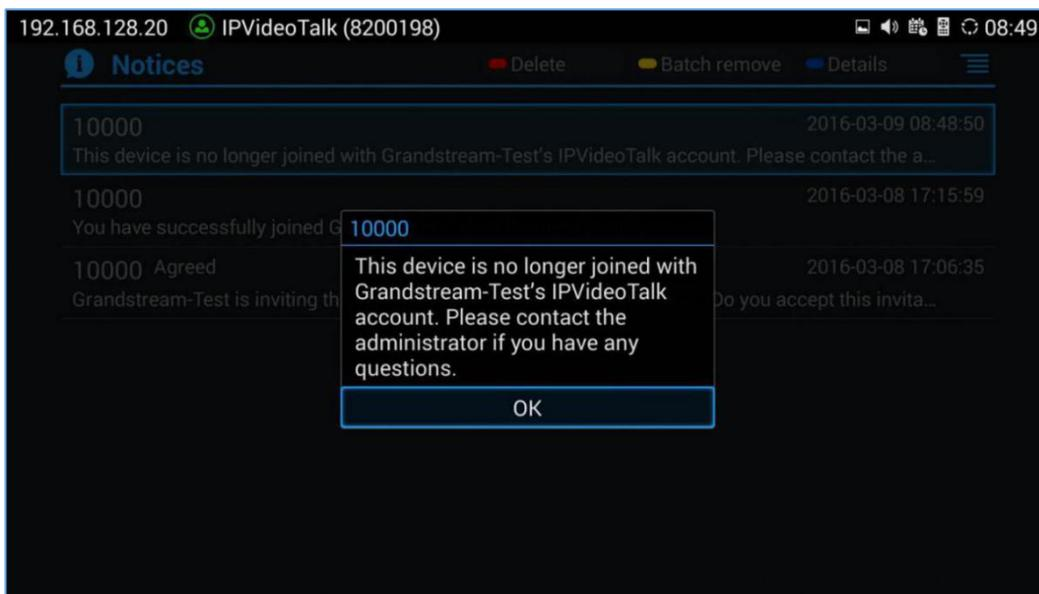 192.168.128.20 IPVideoTalk (8200198) 08:49
Notices Delete Batch remove Details
10000 2016-03-09 08:48:50
This device is no longer joined with Grandstream-Test's IPVideoTalk account. Please contact the a...
10000 2016-03-08 17:15:59
You have successfully joined G
10000 Agreed 2016-03-08 17:06:35
Grandstream-Test is inviting th Do you accept this invita...
10000
This device is no longer joined with
Grandstream-Test's IPVideoTalk
account. Please contact the
administrator if you have any
questions.
OK